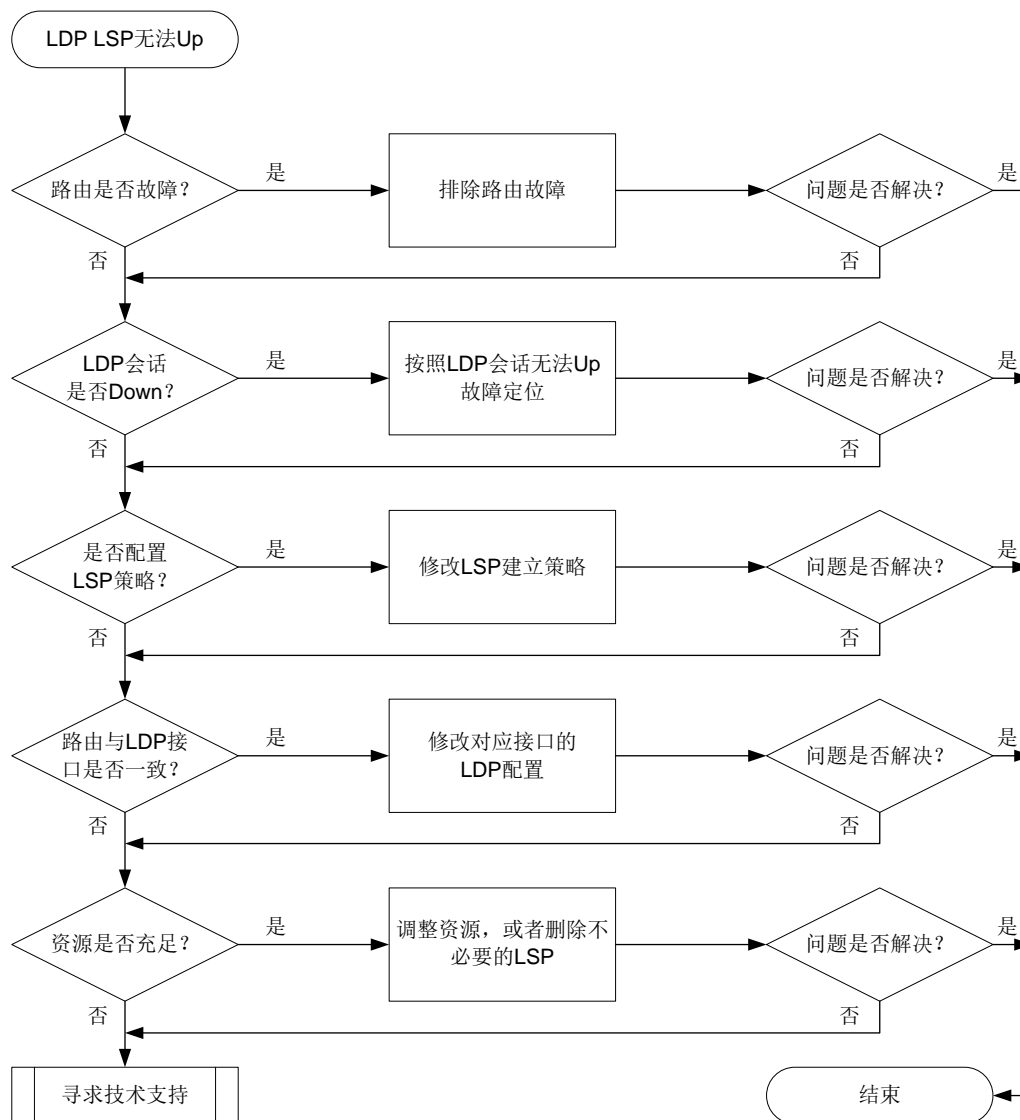 LDP LSP无法Up
路由是否故障？
是
排除路由故障
问题是否解决？
是
否
否
LDP会话
是否Down？
是
按照LDP会话无法Up
故障定位
问题是否解决？
是
否
否
是否配置
LSP策略？
是
修改LSP建立策略
问题是否解决？
是
否
否
路由与LDP接
口是否一致？
是
修改对应接口的
LDP配置
问题是否解决？
是
否
否
资源是否充足？
是
调整资源，或者删除不
必要的LSP
问题是否解决？
是
否
否
寻求技术支持
结束